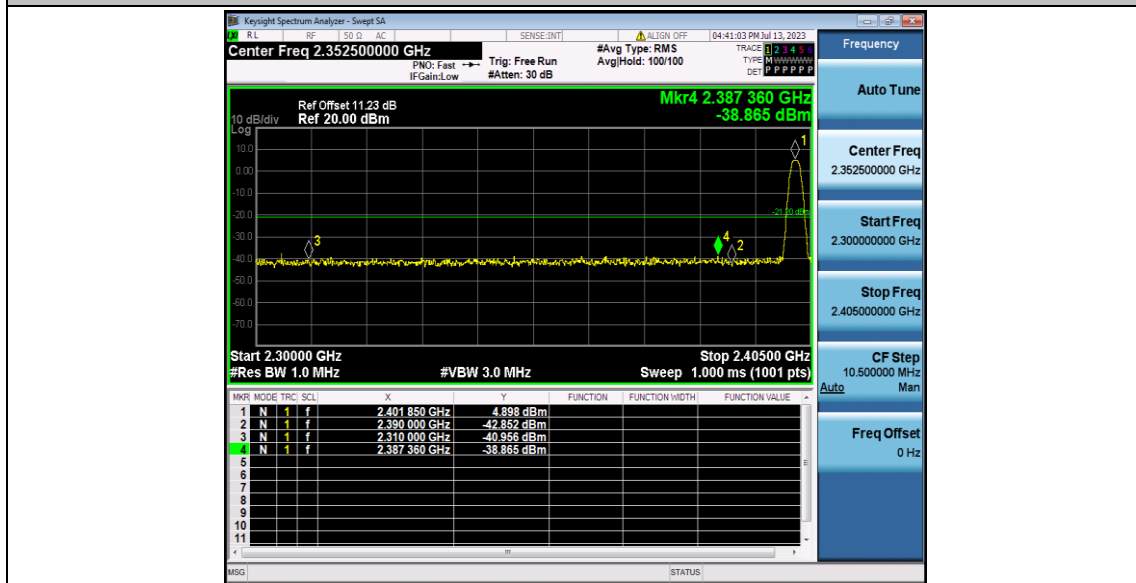 Keysight Spectrum Analyzer - Swept SA
RL RF 50 Ω AC SENSE:INT ALIGN OFF 04:41:03 PM Jul 13, 2023
Center Freq 2.352500000 GHz #Avg Type: RMS TRACE 1 2 3 4 5 6
PNO: Fast Trig: Free Run Avg|Hold: 100/100 TYPE M WWWWW
IFGain:Low #Atten: 30 dB DET P P P P P P
Frequency
Auto Tune
Center Freq
2.352500000 GHz
Start Freq
2.300000000 GHz
Stop Freq
2.405000000 GHz
CF Step
10.500000 MHz
Auto Man
Freq Offset
0 Hz
Mkr4 2.387 360 GHz
-38.865 dBm
Ref Offset 11.23 dB
10 dB/div Ref 20.00 dBm
Log
10.0
0.00
-10.0
-20.0
-30.0
-40.0
-50.0
-60.0
-70.0
1
-21.20 dBm
3
4
2
Start 2.30000 GHz Stop 2.40500 GHz
#Res BW 1.0 MHz #VBW 3.0 MHz Sweep 1.000 ms (1001 pts)
MKR MODE TRC SCL X Y FUNCTION FUNCTION WIDTH FUNCTION VALUE
1 N 1 f 2.401 850 GHz 4.898 dBm
2 N 1 f 2.390 000 GHz -42.852 dBm
3 N 1 f 2.310 000 GHz -40.956 dBm
4 N 1 f 2.387 360 GHz -38.865 dBm
5
6
7
8
9
10
11
MSG STATUS